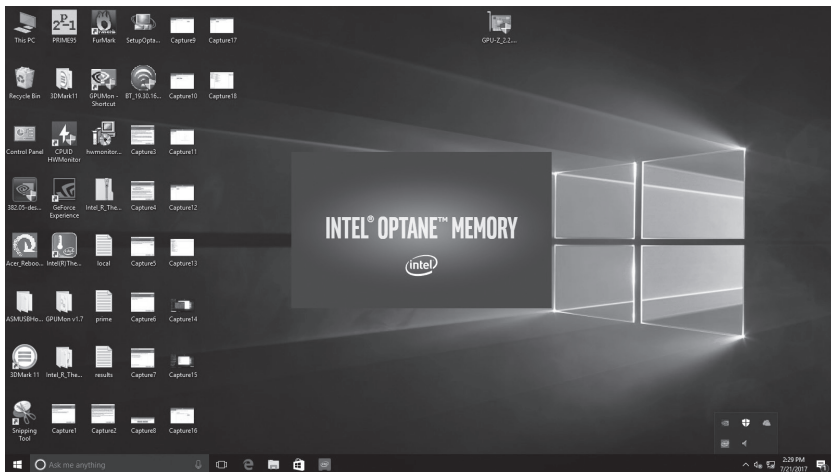 This PC
PRIME95
FurMark
SetupOpta...
Capture9
Capture17
GPU-Z_2.2....
Recycle Bin
3DMark11
GPUMon - Shortcut
BT_19.30.16...
Capture10
Capture18
Control Panel
CPUID HWMonitor
hwmonitor...
Capture3
Capture11
382.05-des...
GeForce Experience
Intel_R_The...
Capture4
Capture12
INTEL® OPTANE™ MEMORY
intel
Acer_Reboo...
Intel(R)The...
local
Capture5
Capture13
ASMUSBHo...
GPUMon v1.7
prime
Capture6
Capture14
3DMark 11
Intel_R_The...
results
Capture7
Capture15
Snipping Tool
Capture1
Capture2
Capture8
Capture16
Ask me anything
2:29 PM
7/21/2017